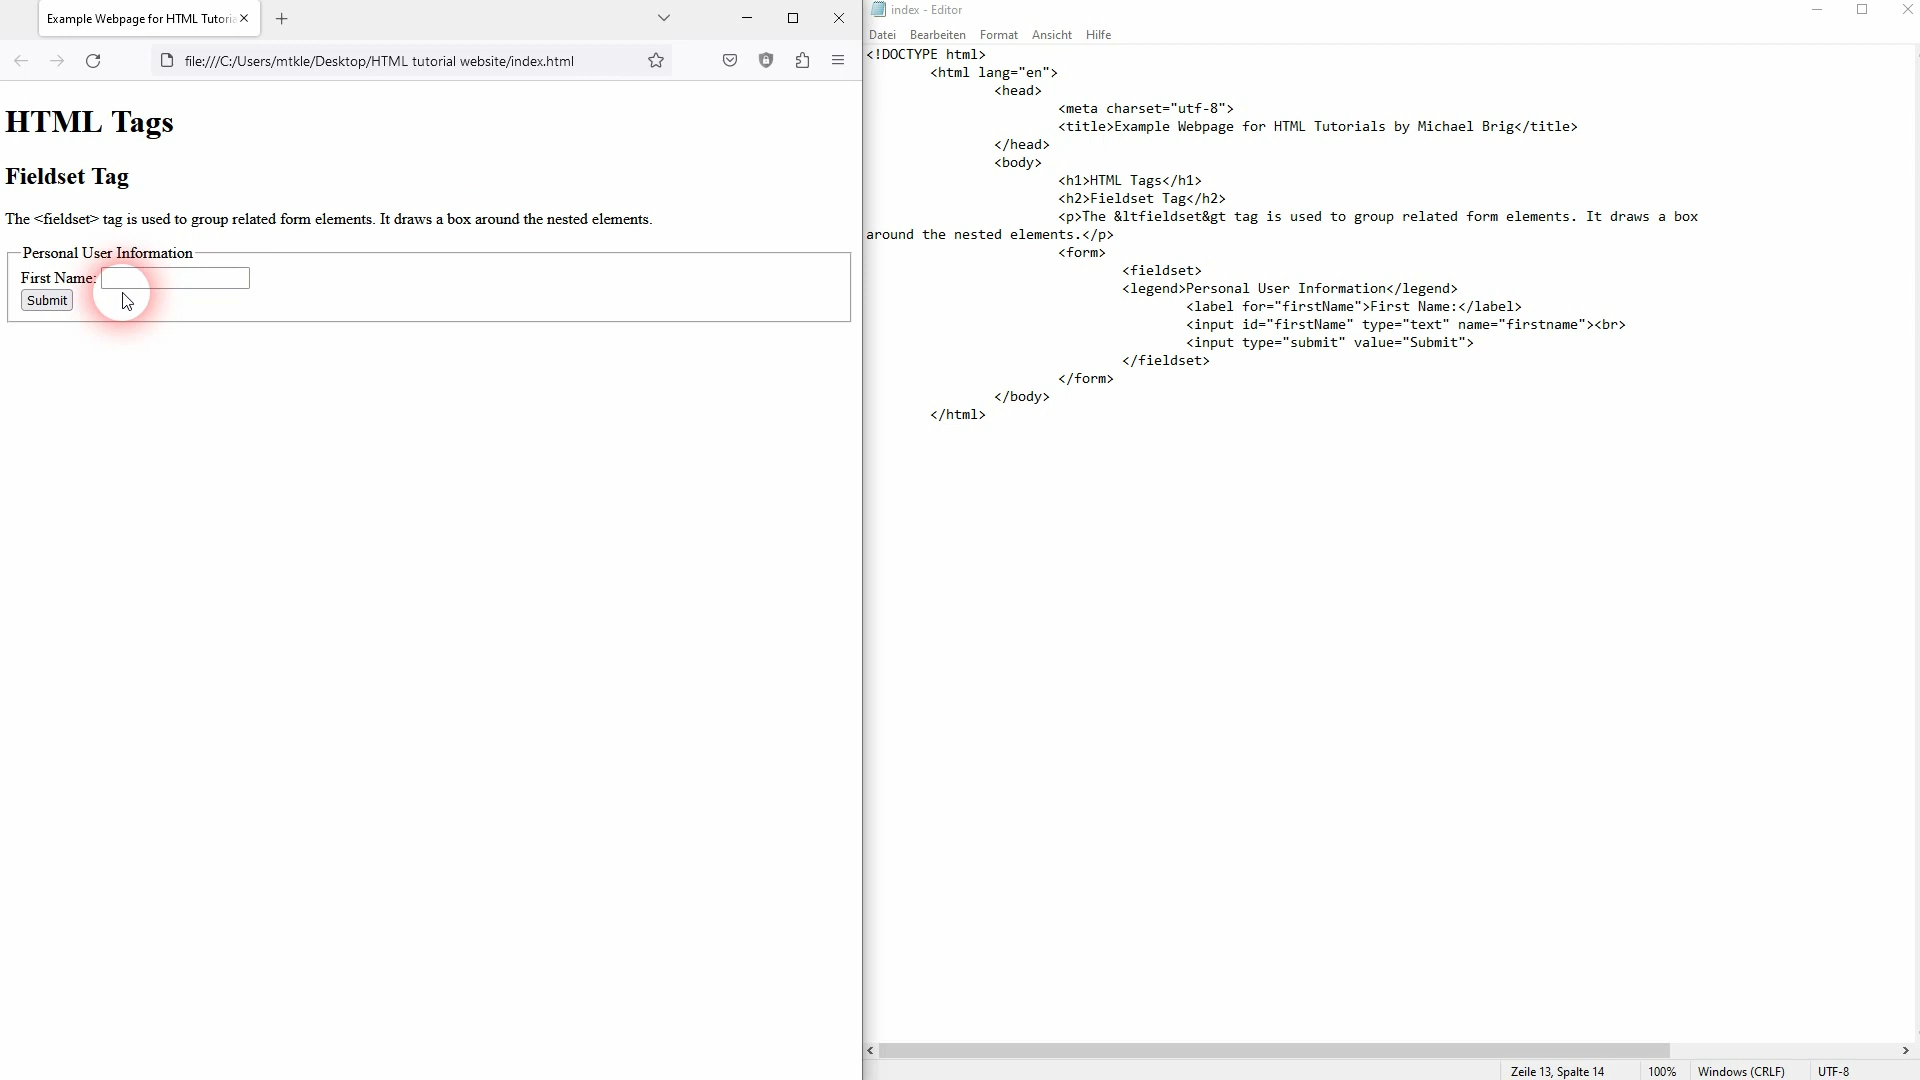 Example Webpage for HTML Tutoria
file:///C:/Users/mtkle/Desktop/HTML tutorial website/index.html
HTML Tags
Fieldset Tag
The <fieldset> tag is used to group related form elements. It draws a box around the nested elements.
Personal User Information
First Name:
Submit
index - Editor
Datei Bearbeiten Format Ansicht Hilfe
<!DOCTYPE html>
<html lang="en">
<head>
<meta charset="utf-8">
<title>Example Webpage for HTML Tutorials by Michael Brig</title>
</head>
<body>
<h1>HTML Tags</h1>
<h2>Fieldset Tag</h2>
<p>The &ltfieldset&gt tag is used to group related form elements. It draws a box
around the nested elements.</p>
<form>
<fieldset>
<legend>Personal User Information</legend>
<label for="firstName">First Name:</label>
<input id="firstName" type="text" name="firstname"><br>
<input type="submit" value="Submit">
</fieldset>
</form>
</body>
</html>
Zeile 13, Spalte 14 100% Windows (CRLF) UTF-8